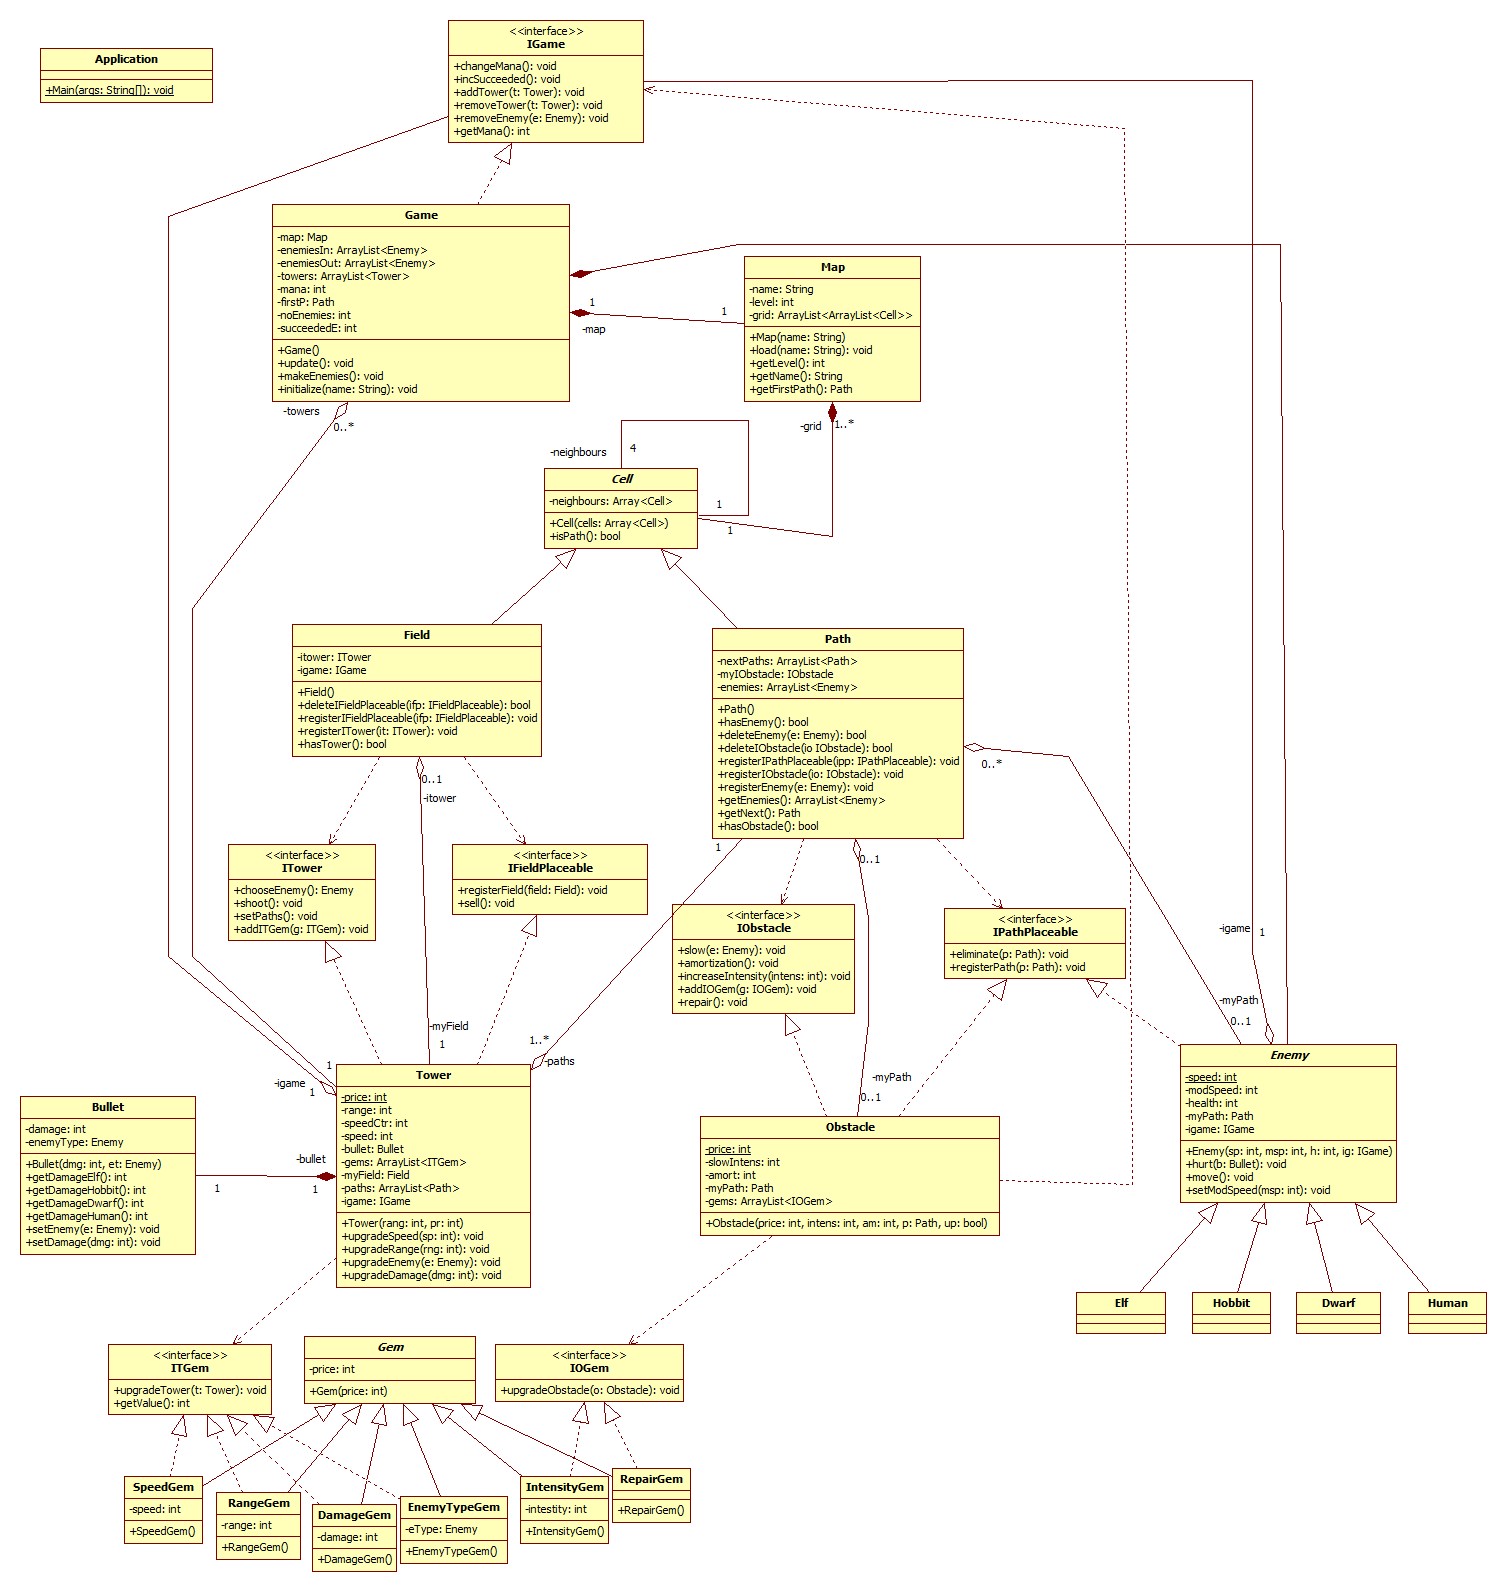 <<interface>>
IGame
+changeMana(): void
+incSucceeded(): void
+addTower(t: Tower): void
+removeTower(t: Tower): void
+removeEnemy(e: Enemy): void
+getMana(): int
Application
+Main(args: String[]): void
Game
-map: Map
-enemiesIn: ArrayList<Enemy>
-enemiesOut: ArrayList<Enemy>
-towers: ArrayList<Tower>
-mana: int
-firstP: Path
-noEnemies: int
-succeededE: int
+Game()
+update(): void
+makeEnemies(): void
+initialize(name: String): void
1
1
-map
Map
-name: String
-level: int
-grid: ArrayList<ArrayList<Cell>>
+Map(name: String)
+load(name: String): void
+getLevel(): int
+getName(): String
+getFirstPath(): Path
-towers
0..*
-grid
1..*
-neighbours
4
1
1
Cell
-neighbours: Array<Cell>
+Cell(cells: Array<Cell>)
+isPath(): bool
Field
-itower: ITower
-igame: IGame
+Field()
+deleteIFieldPlaceable(ifp: IFieldPlaceable): bool
+registerIFieldPlaceable(ifp: IFieldPlaceable): void
+registerITower(it: ITower): void
+hasTower(): bool
Path
-nextPaths: ArrayList<Path>
-myIObstacle: IObstacle
-enemies: ArrayList<Enemy>
+Path()
+hasEnemy(): bool
+deleteEnemy(e: Enemy): bool
+deleteIObstacle(io IObstacle): bool
+registerIPathPlaceable(ipp: IPathPlaceable): void
+registerIObstacle(io: IObstacle): void
+registerEnemy(e: Enemy): void
+getEnemies(): ArrayList<Enemy>
+getNext(): Path
+hasObstacle(): bool
0..*
0..1
-itower
1
0..1
<<interface>>
ITower
+chooseEnemy(): Enemy
+shoot(): void
+setPaths(): void
+addITGem(g: ITGem): void
<<interface>>
IFieldPlaceable
+registerField(field: Field): void
+sell(): void
<<interface>>
IObstacle
+slow(e: Enemy): void
+amortization(): void
+increaseIntensity(intens: int): void
+addIOGem(g: IOGem): void
+repair(): void
<<interface>>
IPathPlaceable
+eliminate(p: Path): void
+registerPath(p: Path): void
-igame
1
-myPath
0..1
-myField
1
1..*
-paths
1
-igame
1
-myPath
0..1
Tower
-price: int
-range: int
-speedCtr: int
-speed: int
-bullet: Bullet
-gems: ArrayList<ITGem>
-myField: Field
-paths: ArrayList<Path>
-igame: IGame
+Tower(rang: int, pr: int)
+upgradeSpeed(sp: int): void
+upgradeRange(rng: int): void
+upgradeEnemy(e: Enemy): void
+upgradeDamage(dmg: int): void
Bullet
-damage: int
-enemyType: Enemy
+Bullet(dmg: int, et: Enemy)
+getDamageElf(): int
+getDamageHobbit(): int
+getDamageDwarf(): int
+getDamageHuman(): int
+setEnemy(e: Enemy): void
+setDamage(dmg: int): void
-bullet
1
1
Obstacle
-price: int
-slowIntens: int
-amort: int
-myPath: Path
-gems: ArrayList<IOGem>
+Obstacle(price: int, intens: int, am: int, p: Path, up: bool)
Enemy
-speed: int
-modSpeed: int
-health: int
-myPath: Path
-igame: IGame
+Enemy(sp: int, msp: int, h: int, ig: IGame)
+hurt(b: Bullet): void
+move(): void
+setModSpeed(msp: int): void
Elf
Hobbit
Dwarf
Human
<<interface>>
ITGem
+upgradeTower(t: Tower): void
+getValue(): int
Gem
-price: int
+Gem(price: int)
<<interface>>
IOGem
+upgradeObstacle(o: Obstacle): void
SpeedGem
-speed: int
+SpeedGem()
RangeGem
-range: int
+RangeGem()
DamageGem
-damage: int
+DamageGem()
EnemyTypeGem
-eType: Enemy
+EnemyTypeGem()
IntensityGem
-intestity: int
+IntensityGem()
RepairGem
+RepairGem()